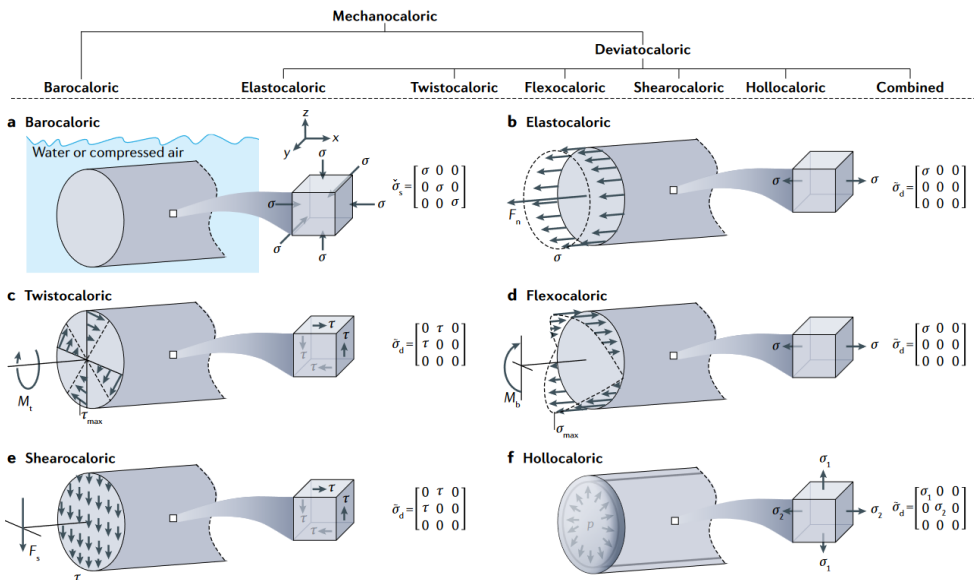 Mechanocaloric
Deviatocaloric
Barocaloric Elastocaloric Twistocaloric Flexocaloric Shearocaloric Hollocaloric Combined
a Barocaloric
Water or compressed air
z
x
y
σ
σ
σ
σ
σ
σ
σ̌s = [σ 0 0
0 σ 0
0 0 σ]
b Elastocaloric
Fn
σ
σ
σ
σ̃d = [σ 0 0
0 0 0
0 0 0]
c Twistocaloric
Mt
τmax
τ
τ
τ
τ
σ̃d = [0 τ 0
τ 0 0
0 0 0]
d Flexocaloric
Mb
σmax
σ
σ
σ̃d = [σ 0 0
0 0 0
0 0 0]
e Shearocaloric
Fs
τ
τ
τ
τ
τ
σ̃d = [0 τ 0
τ 0 0
0 0 0]
f Hollocaloric
p
σ1
σ2
σ2
σ1
σ̃d = [σ1 0 0
0 σ2 0
0 0 0]